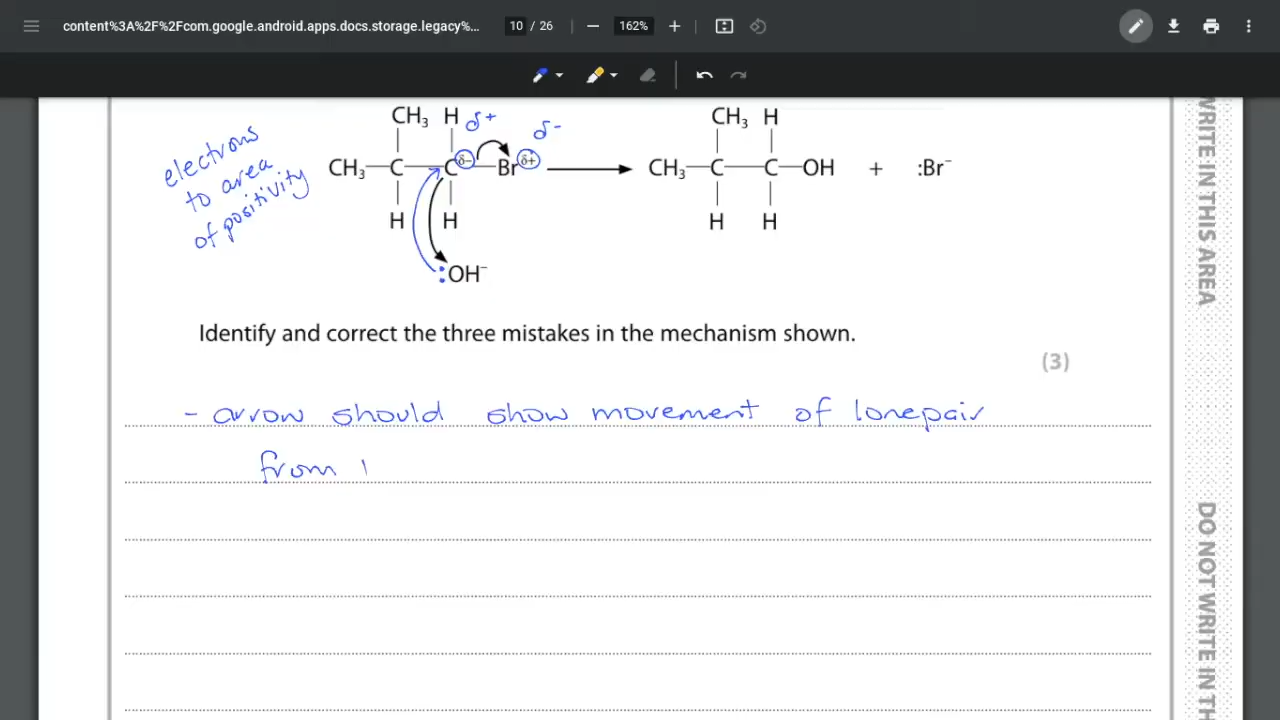 content%3A%2F%2Fcom.google.android.apps.docs.storage.legacy%... 10 / 26 162%
CH₃ H δ+ δ-
CH₃ H
electrons
to area
of positivity
CH₃ C C δ- Br δ+
CH₃ C C OH + :Br⁻
H H
H H
:OH⁻
Identify and correct the three mistakes in the mechanism shown.
(3)
- arrow should show movement of lonepair
from
WRITE IN THIS AREA
DO NOT WRITE IN TH